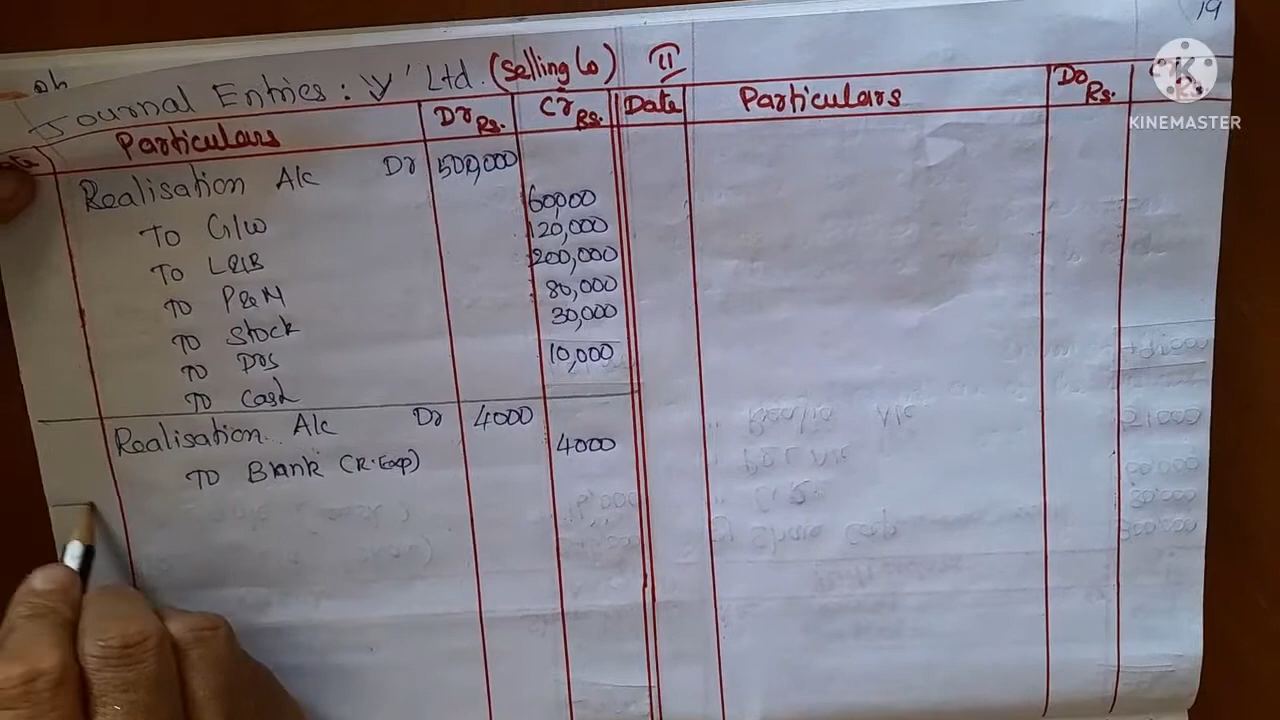 19
Journal Entries: 'Y' Ltd. (Selling Co) II
Particulars Dr Rs. Cr Rs. Date Particulars Dr Rs. Rs.
Realisation A/c Dr 500,000
To G/W 60,000
To L&B 120,000
To P&M 200,000
To Stock 80,000
To Drs 30,000
To Cash 10,000
Realisation A/c Dr 4000
To Bank (R.Exp) 4000
KINEMASTER